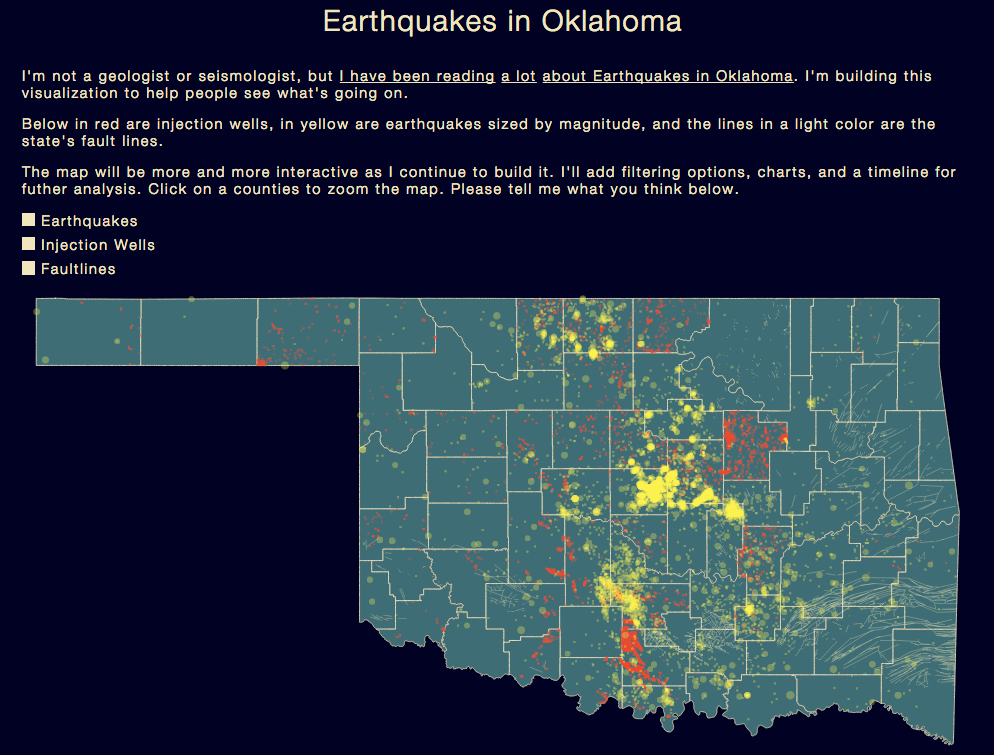 Earthquakes in Oklahoma
I'm not a geologist or seismologist, but I have been reading a lot about Earthquakes in Oklahoma. I'm building this
visualization to help people see what's going on.
Below in red are injection wells, in yellow are earthquakes sized by magnitude, and the lines in a light color are the
state's fault lines.
The map will be more and more interactive as I continue to build it. I'll add filtering options, charts, and a timeline for
futher analysis. Click on a counties to zoom the map. Please tell me what you think below.
Earthquakes
Injection Wells
Faultlines